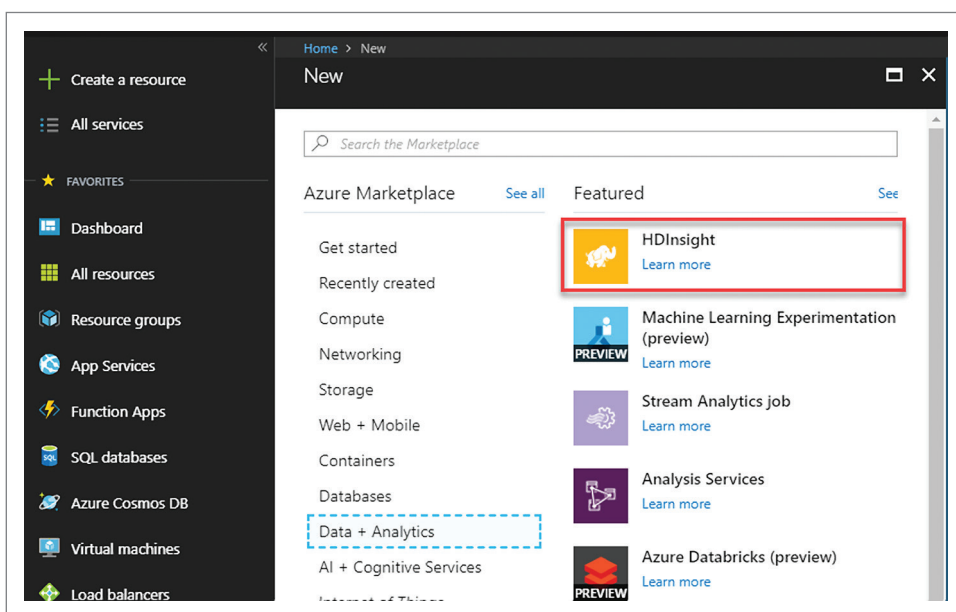 Home > New
New
Create a resource
All services
FAVORITES
Dashboard
All resources
Resource groups
App Services
Function Apps
SQL databases
Azure Cosmos DB
Virtual machines
Load balancers
Search the Marketplace
Azure Marketplace See all
Get started
Recently created
Compute
Networking
Storage
Web + Mobile
Containers
Databases
Data + Analytics
AI + Cognitive Services
Internet of Things
Featured See
HDInsight
Learn more
PREVIEW
Machine Learning Experimentation
(preview)
Learn more
Stream Analytics job
Learn more
Analysis Services
Learn more
PREVIEW
Azure Databricks (preview)
Learn more